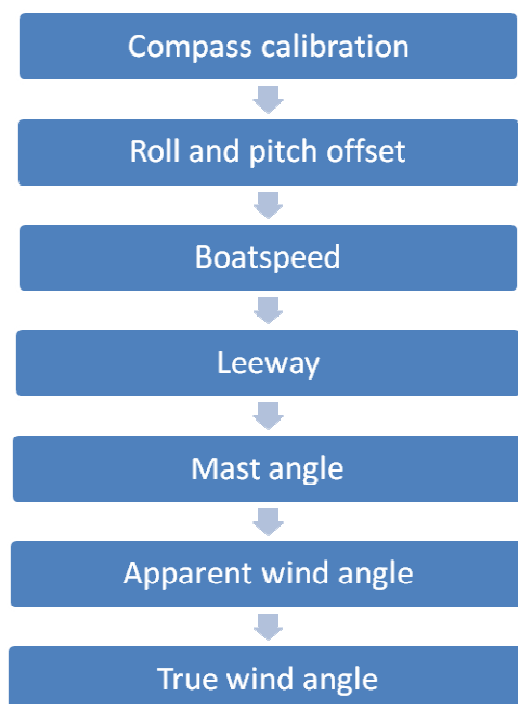 Compass calibration
Roll and pitch offset
Boatspeed
Leeway
Mast angle
Apparent wind angle
True wind angle